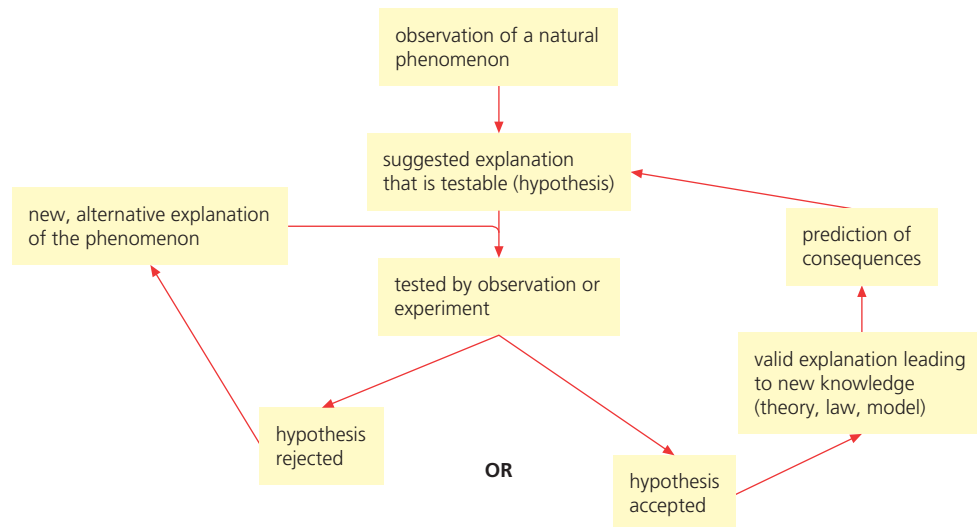 observation of a natural
phenomenon
suggested explanation
that is testable (hypothesis)
new, alternative explanation
of the phenomenon
prediction of
consequences
tested by observation or
experiment
valid explanation leading
to new knowledge
(theory, law, model)
hypothesis
rejected
OR
hypothesis
accepted